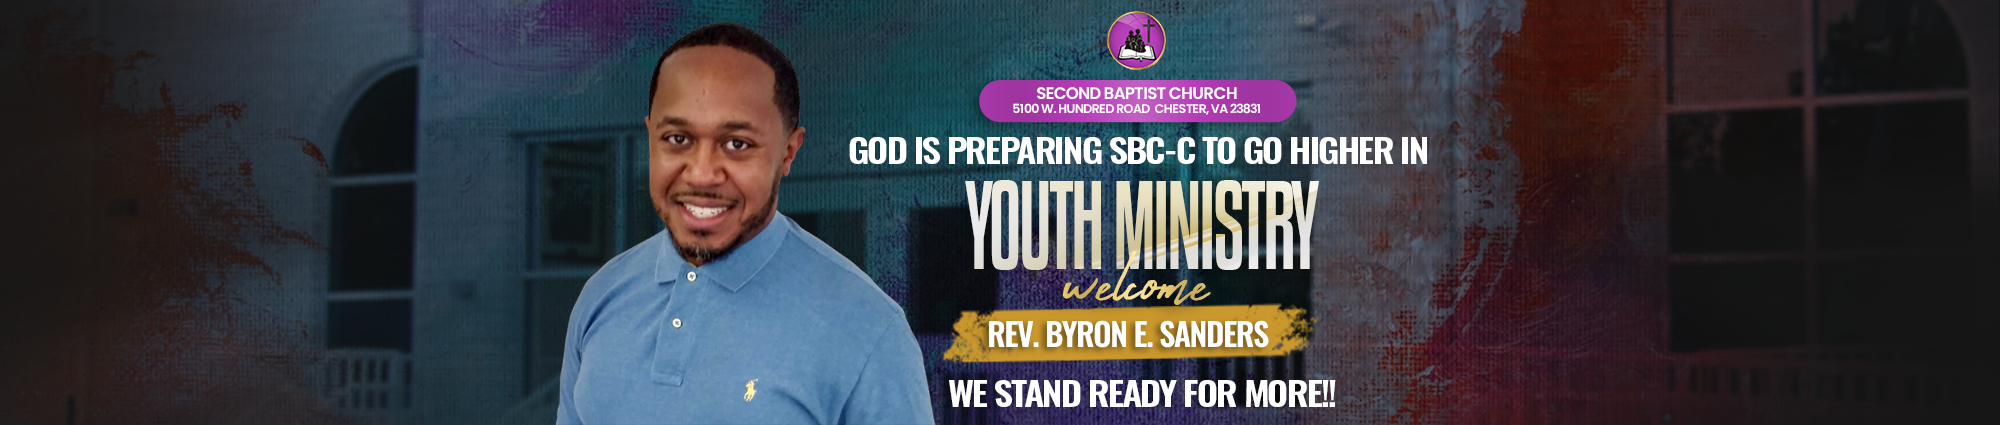 SECOND BAPTIST CHURCH
5100 W. HUNDRED ROAD CHESTER, VA 23831
GOD IS PREPARING SBC-C TO GO HIGHER IN
YOUTH MINISTRY
welcome
REV. BYRON E. SANDERS
WE STAND READY FOR MORE!!